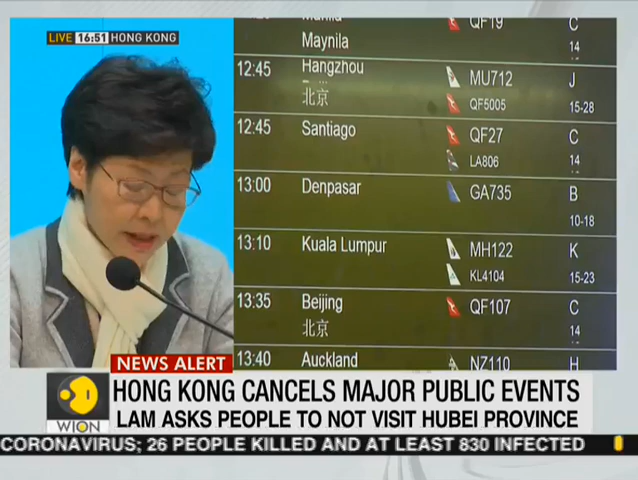 LIVE 16:51 HONG KONG
Manila QF19 C
Maynila 14
12:45 Hangzhou MU712 J
北京 QF5005 15-28
12:45 Santiago QF27 C
LA806 14
13:00 Denpasar GA735 B
10-18
13:10 Kuala Lumpur MH122 K
KL4104 15-23
13:35 Beijing QF107 C
北京 14
13:40 Auckland NZ110 H
NEWS ALERT
HONG KONG CANCELS MAJOR PUBLIC EVENTS
LAM ASKS PEOPLE TO NOT VISIT HUBEI PROVINCE
WION
CORONAVIRUS; 26 PEOPLE KILLED AND AT LEAST 830 INFECTED